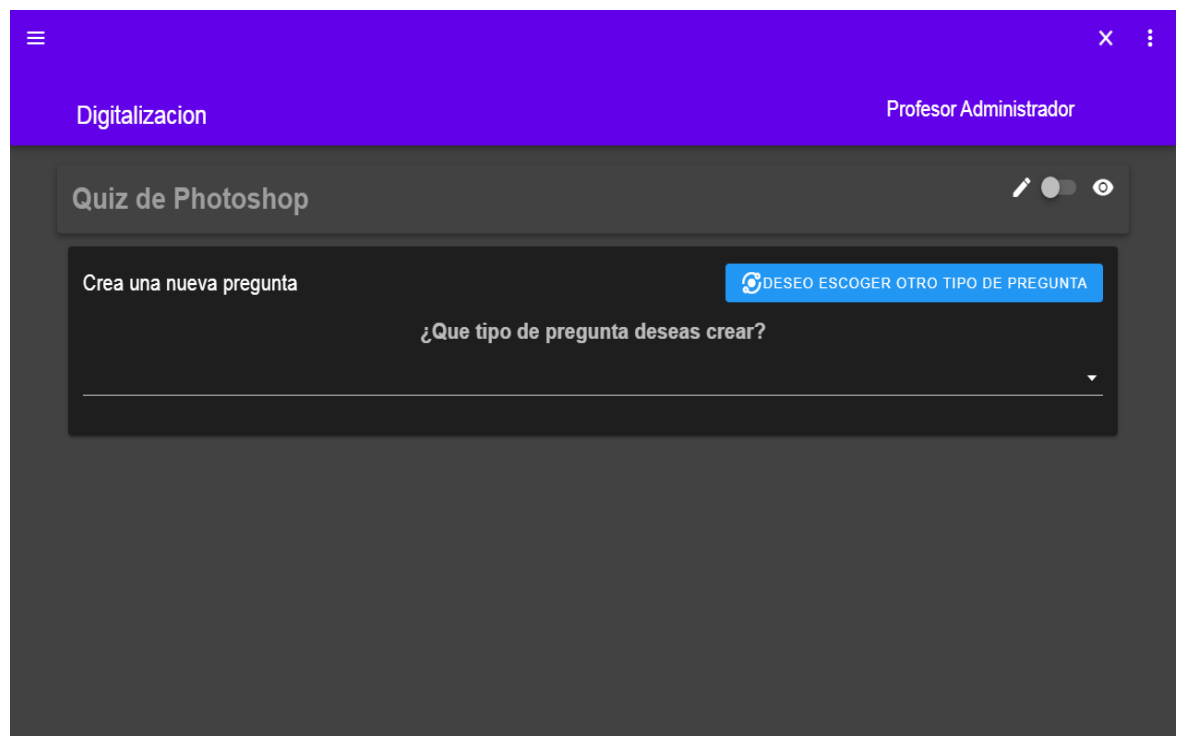 Digitalizacion
Profesor Administrador
Quiz de Photoshop
Crea una nueva pregunta
DESEO ESCOGER OTRO TIPO DE PREGUNTA
¿Que tipo de pregunta deseas crear?